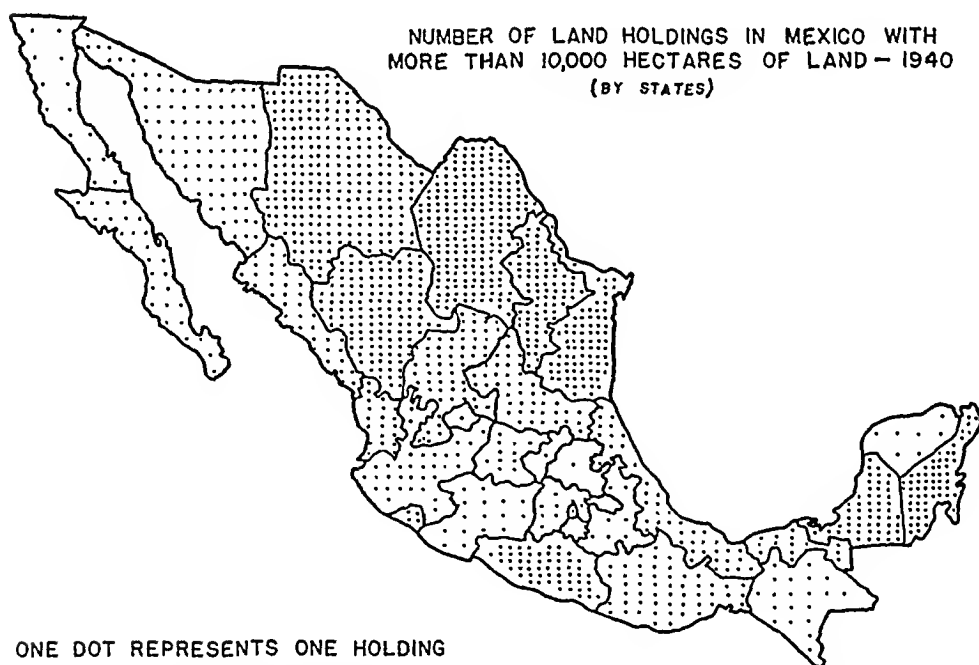 NUMBER OF LAND HOLDINGS IN MEXICO WITH
MORE THAN 10,000 HECTARES OF LAND – 1940
(BY STATES)
ONE DOT REPRESENTS ONE HOLDING